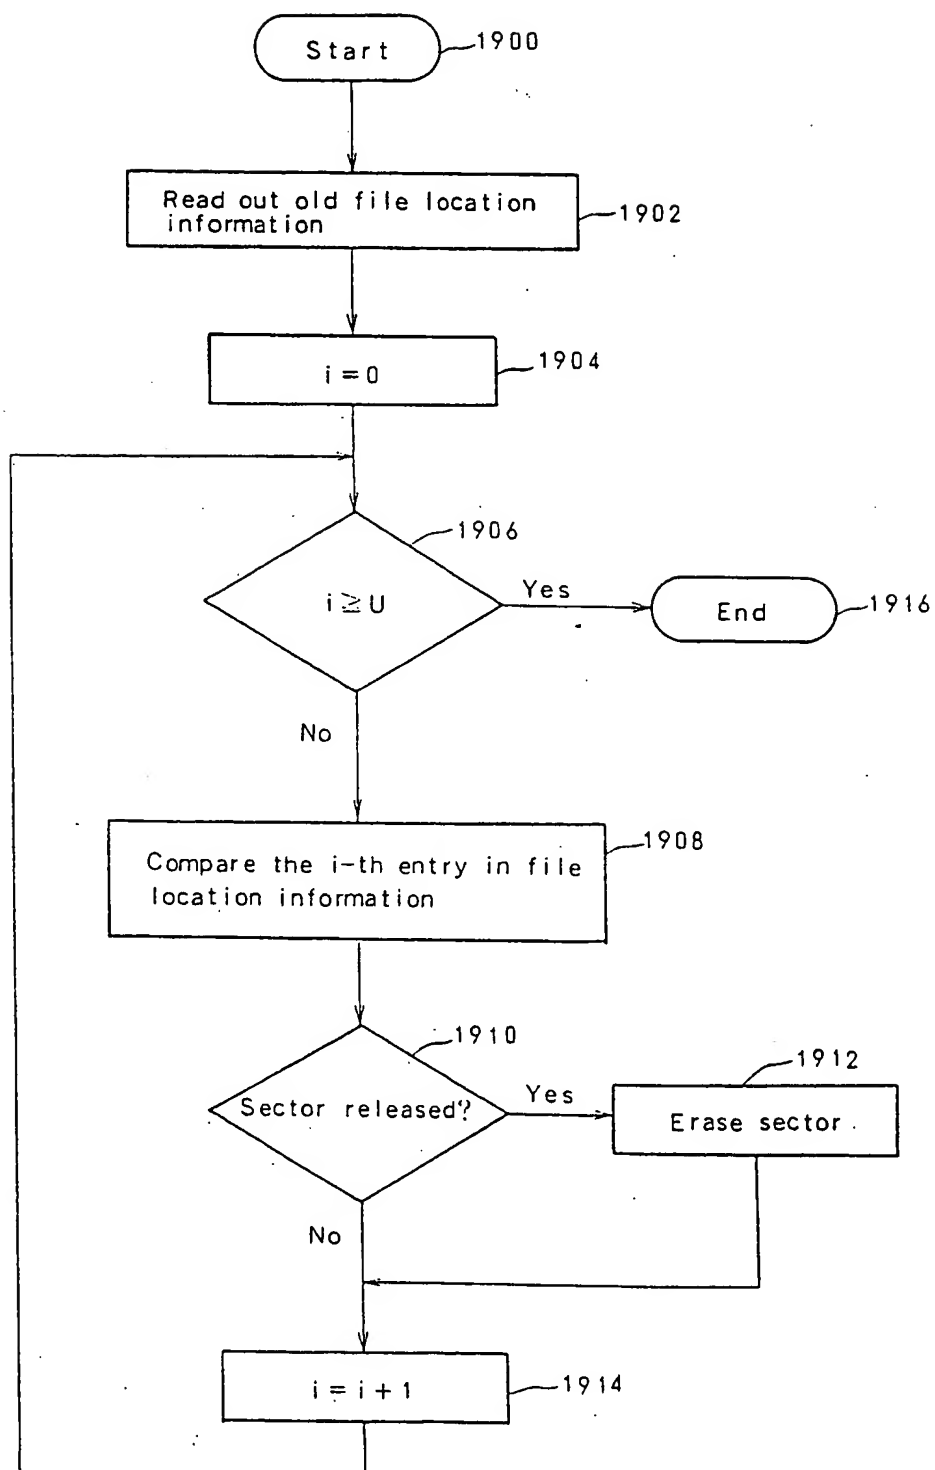 Start
1900
Read out old file location
information
1902
i=0
1904
1906
i≧U
Yes
End
1916
No
Compare the i-th entry in file
location information
1908
1910
Sector released?
Yes
1912
Erase sector
No
i=i+1
1914